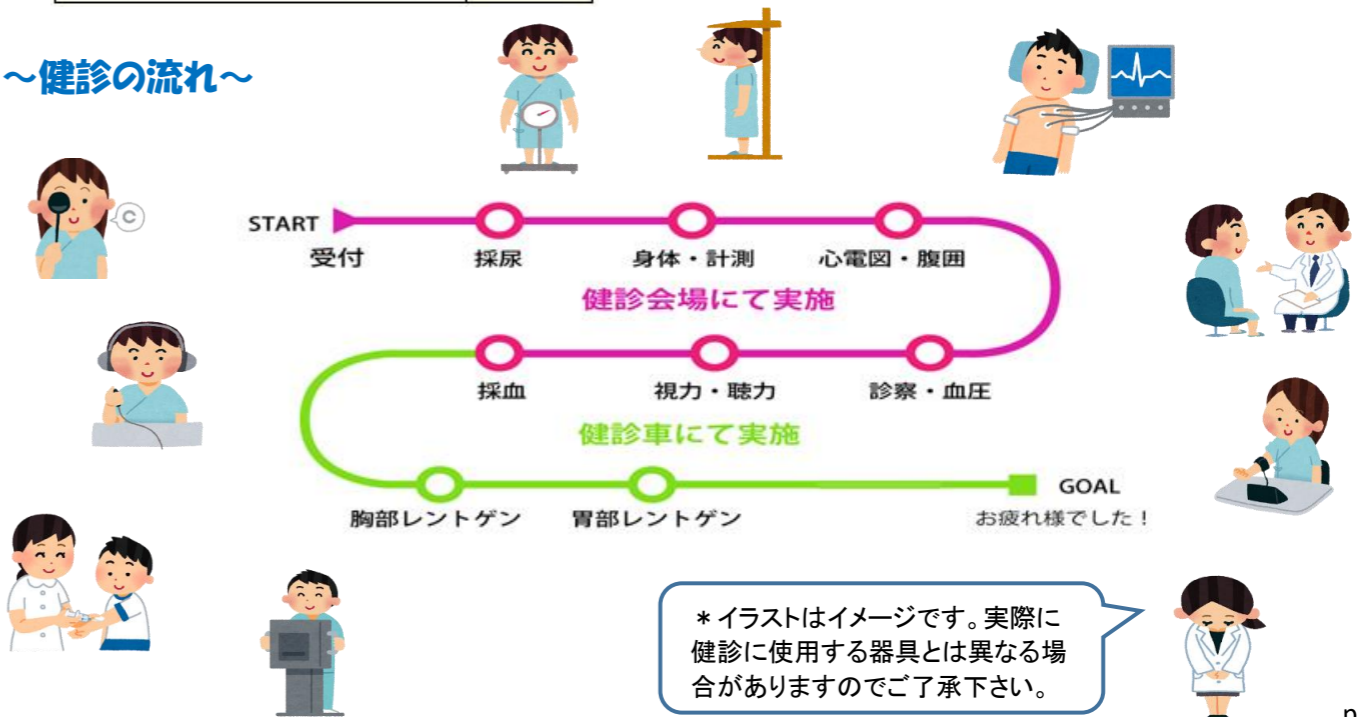 ～健診の流れ～
C
START
受付
採尿
身体・計測
心電図・腹囲
健診会場にて実施
採血
視力・聴力
診察・血圧
健診車にて実施
胸部レントゲン
胃部レントゲン
GOAL
お疲れ様でした！
＊イラストはイメージです。実際に
健診に使用する器具とは異なる場
合がありますのでご了承下さい。